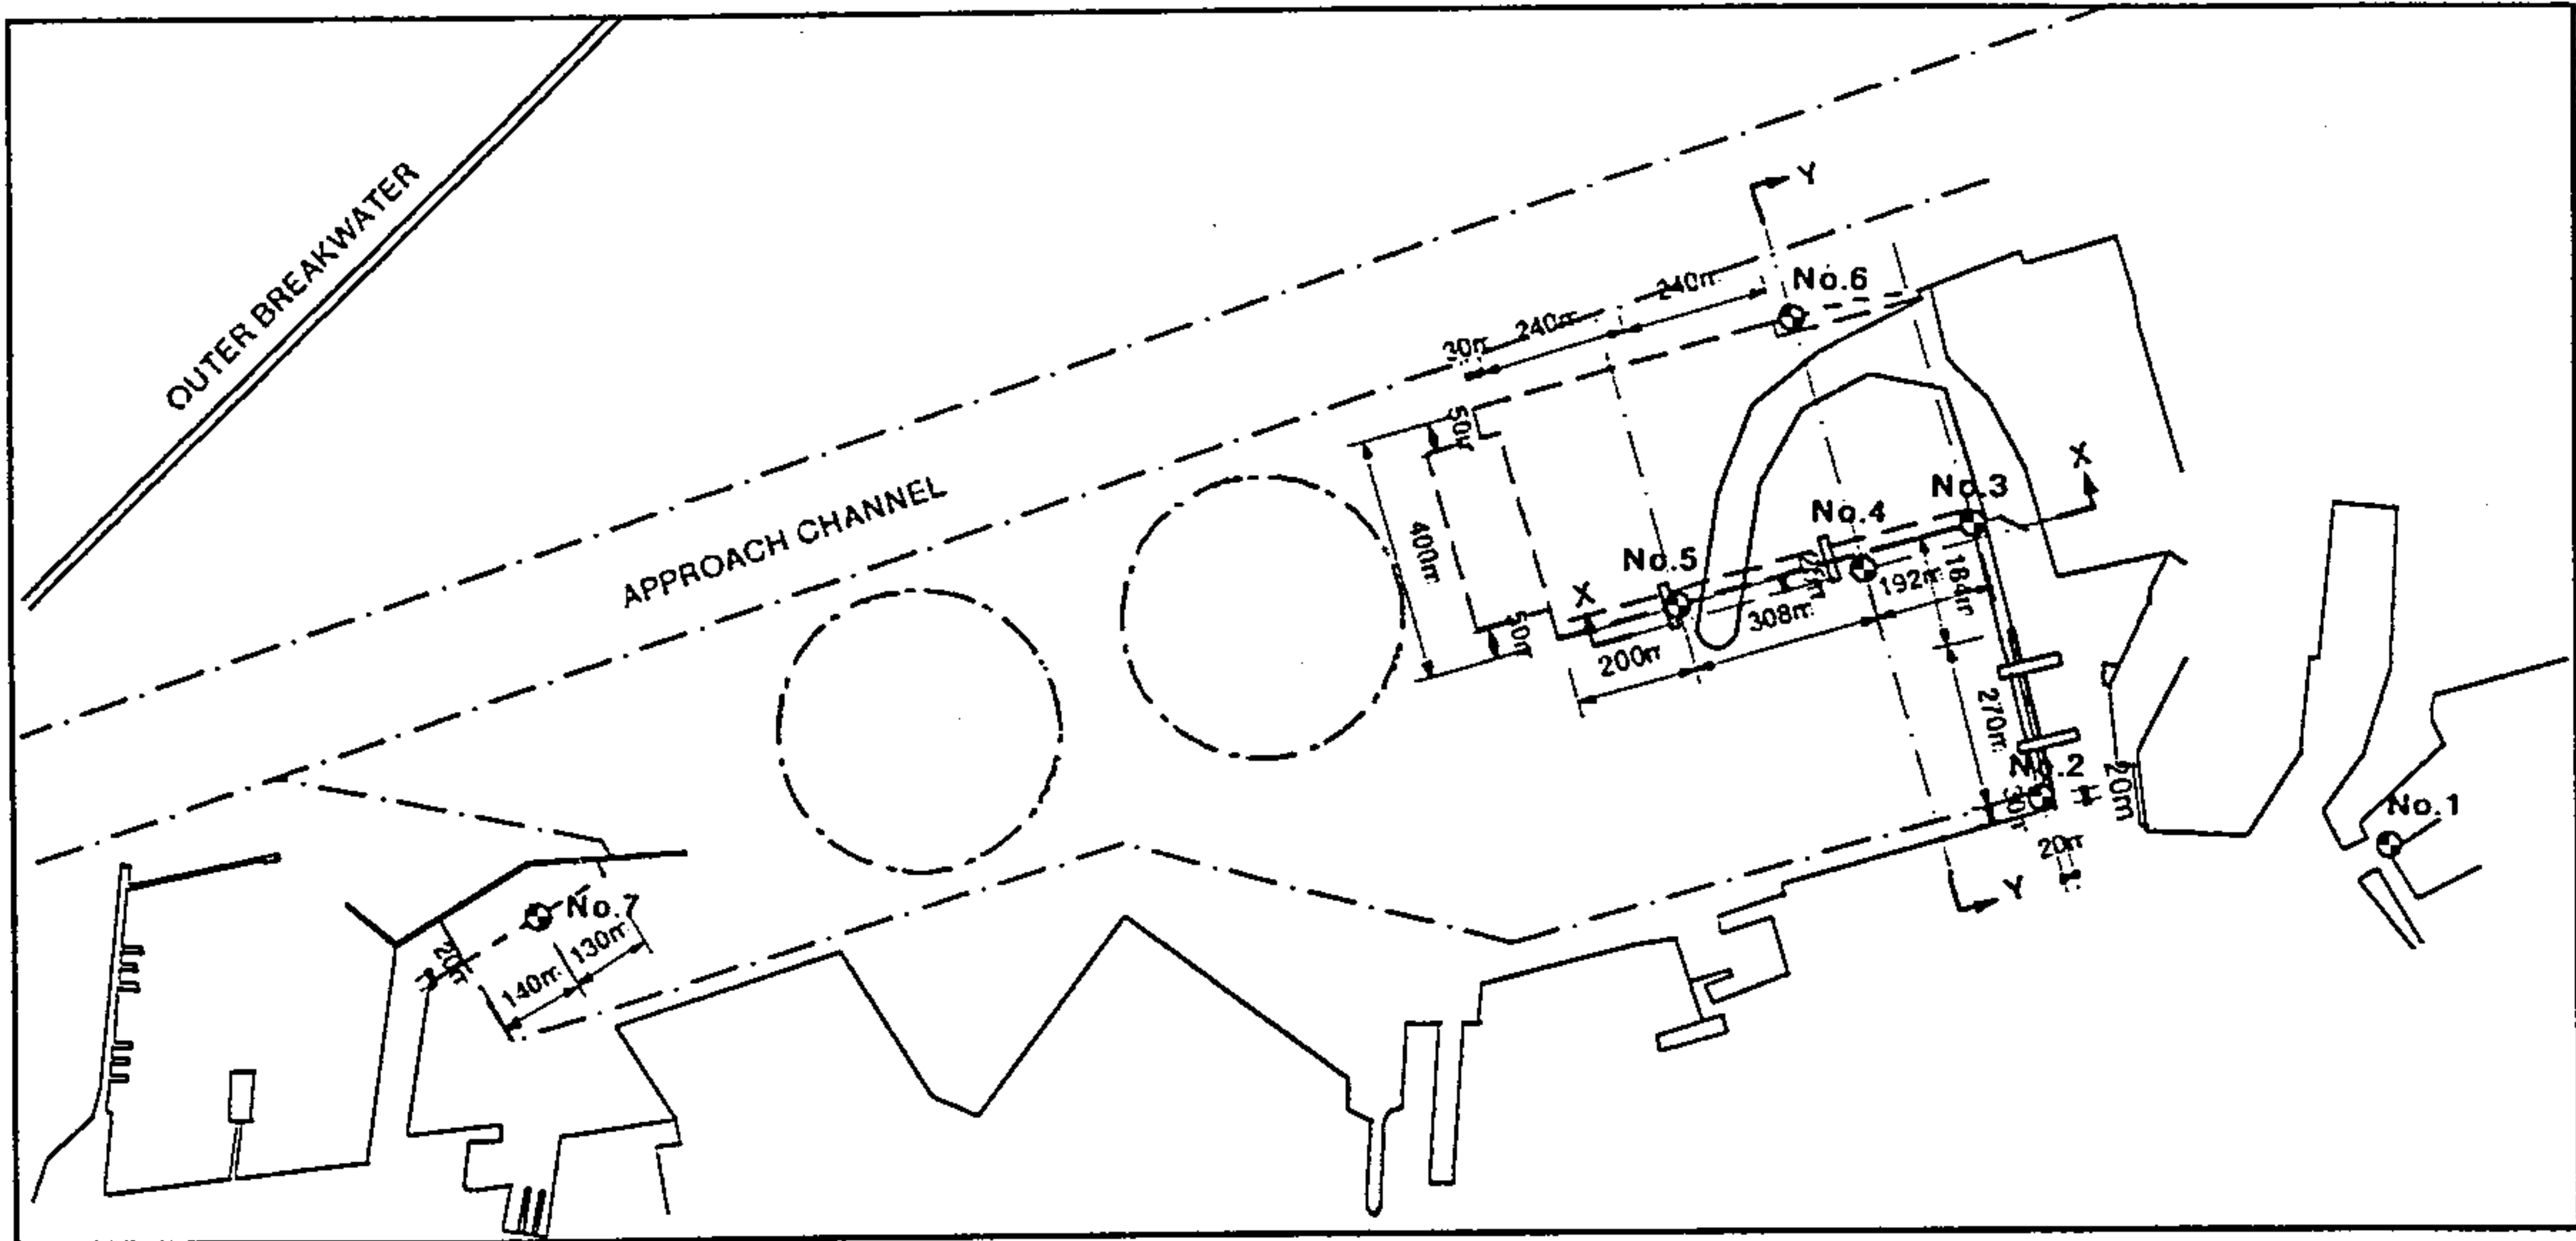 OUTER BREAKWATER
APPROACH CHANNEL
Y
No.6
240m
240m
30m
50m
400m
50m
X
No.3
No.4
No.5
X
192m
184m
308m
200m
270m
No.2
30m
20m
20m
No.1
Y
No.7
20m
130m
140m